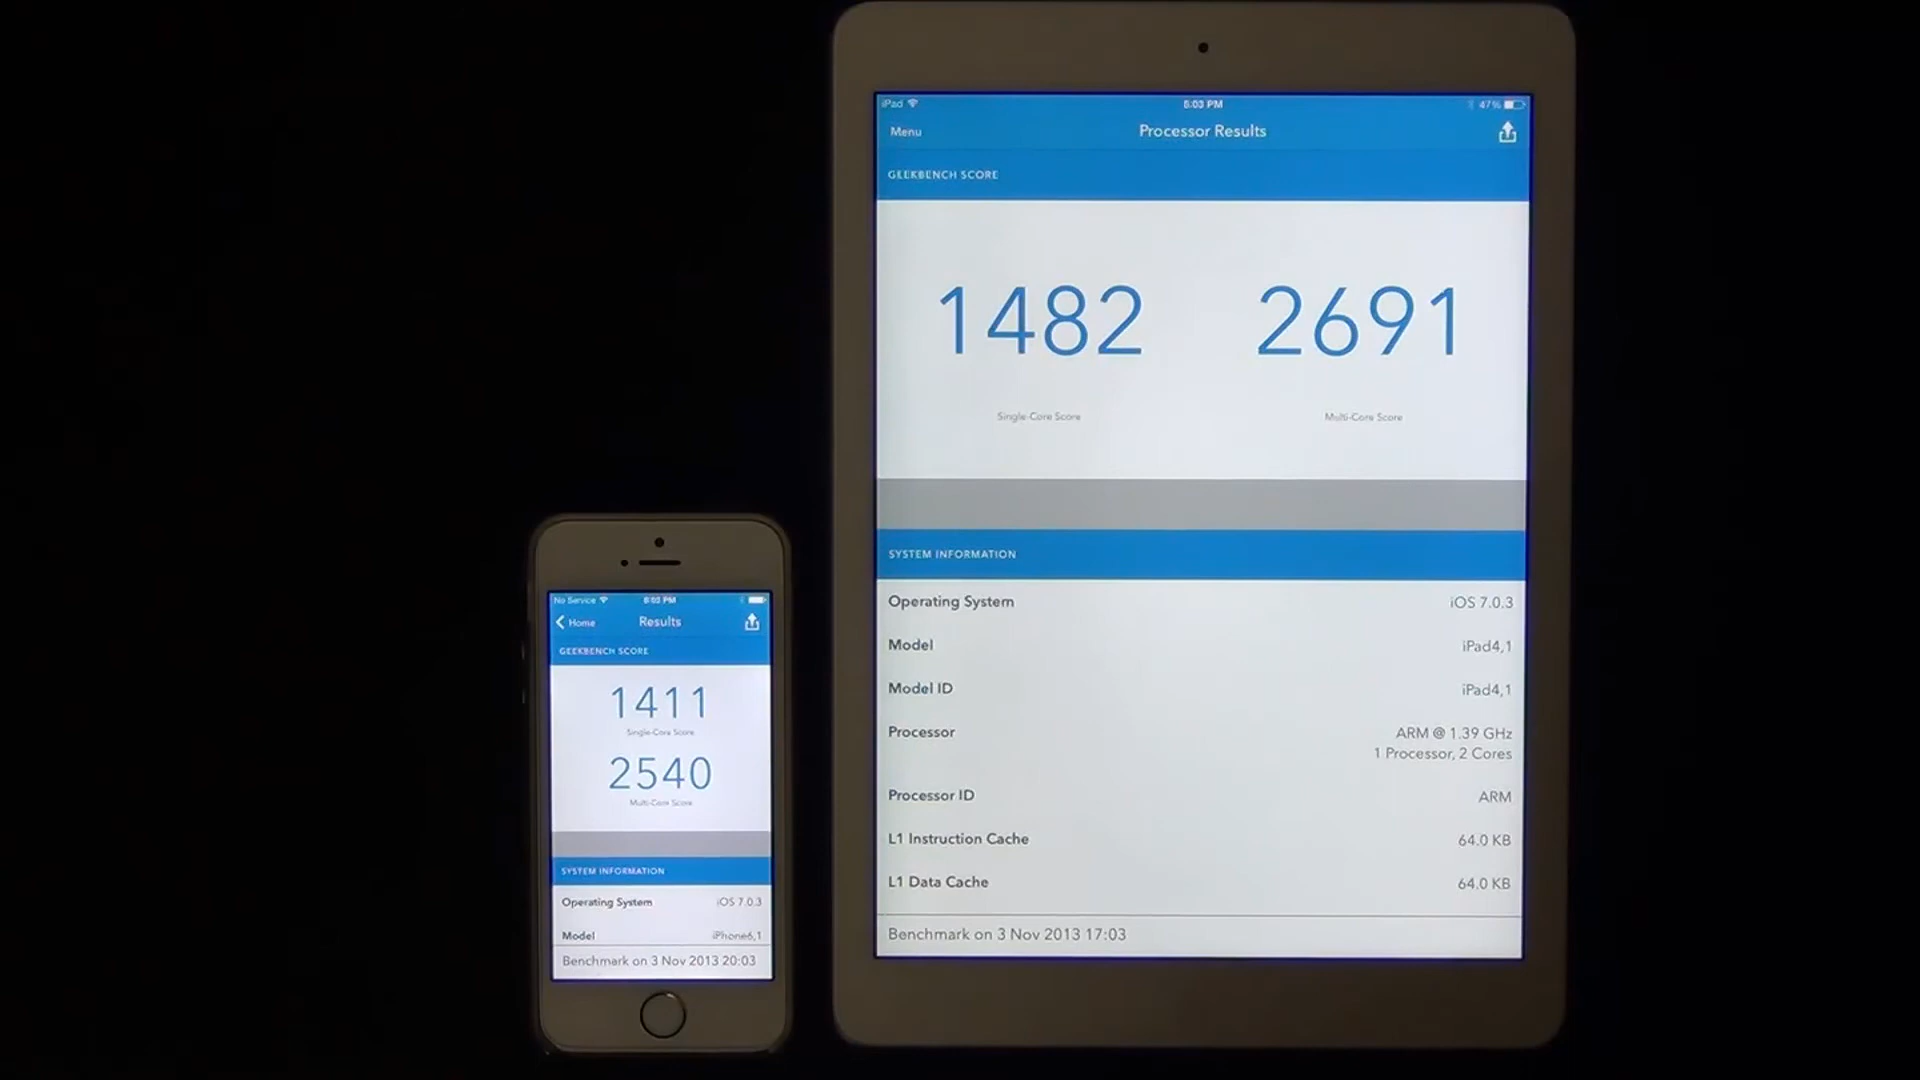 No Service
8:03 PM
Home
Results
GEEKBENCH SCORE
1411
Single-Core Score
2540
Multi-Core Score
SYSTEM INFORMATION
Operating System iOS 7.0.3
Model iPhone6,1
Benchmark on 3 Nov 2013 20:03
iPad
5:03 PM
47%
Menu
Processor Results
GEEKBENCH SCORE
1482 2691
Single-Core Score Multi-Core Score
SYSTEM INFORMATION
Operating System iOS 7.0.3
Model iPad4,1
Model ID iPad4,1
Processor ARM @ 1.39 GHz
1 Processor, 2 Cores
Processor ID ARM
L1 Instruction Cache 64.0 KB
L1 Data Cache 64.0 KB
Benchmark on 3 Nov 2013 17:03